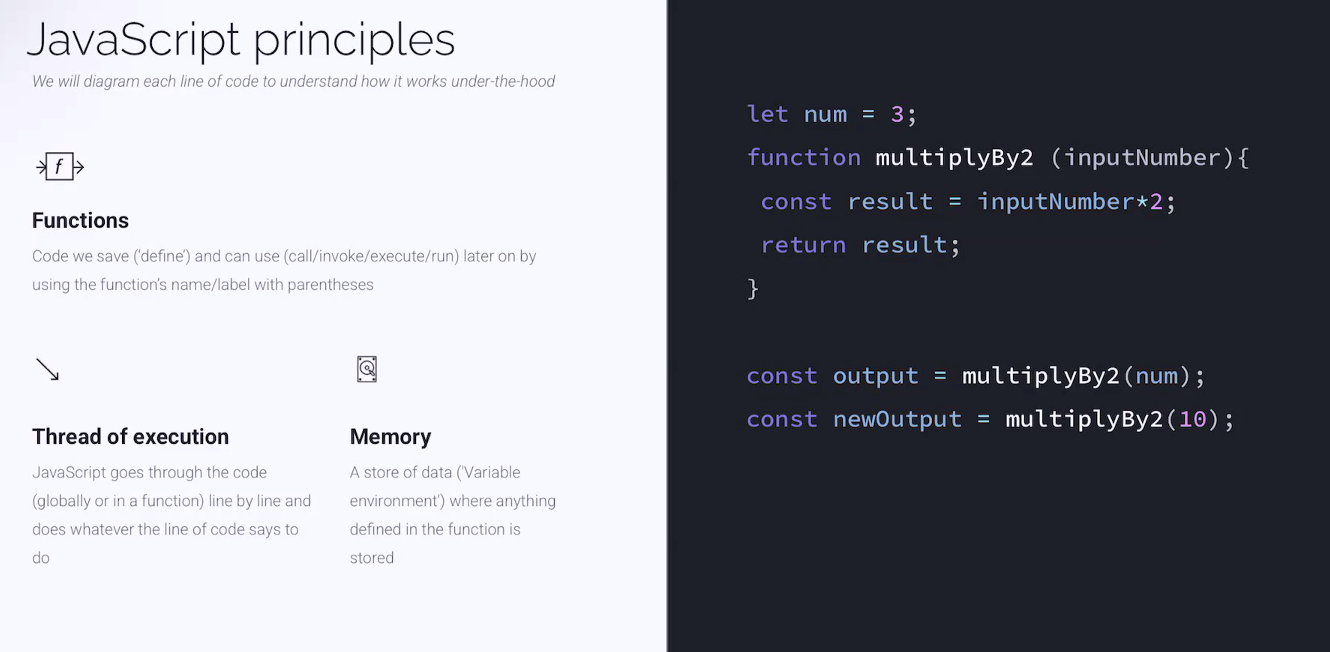 JavaScript principles
We will diagram each line of code to understand how it works under-the-hood
f
Functions
Code we save (‘define’) and can use (call/invoke/execute/run) later on by
using the function’s name/label with parentheses
Thread of execution
JavaScript goes through the code
(globally or in a function) line by line and
does whatever the line of code says to
do
Memory
A store of data ('Variable
environment') where anything
defined in the function is
stored
let num = 3;
function multiplyBy2 (inputNumber){
 const result = inputNumber*2;
 return result;
}
const output = multiplyBy2(num);
const newOutput = multiplyBy2(10);